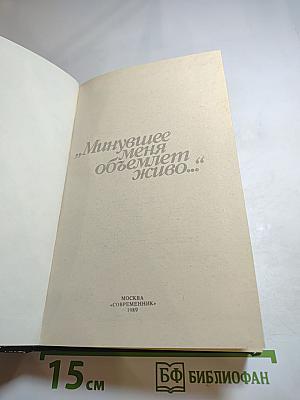 „Минувшее
меня
объемлет
живо..."
МОСКВА
«СОВРЕМЕННИК»
1989
15 см
БФ БИБЛИОФАН